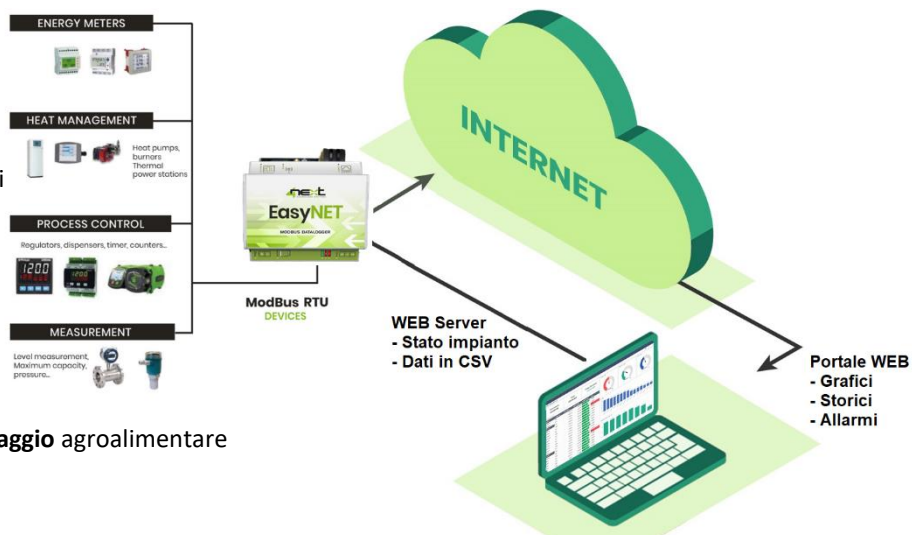 ENERGY METERS
HEAT MANAGEMENT
Heat pumps,
burners
Thermal
power stations
i
PROCESS CONTROL
Regulators, dispensers, timer, counters...
1200
MEASUREMENT
Level measurement,
Maximum capacity,
pressure...
aggio agroalimentare
next
EasyNET
MODBUS DATALOGGER
ModBus RTU
DEVICES
INTERNET
WEB Server
- Stato impianto
- Dati in CSV
Portale WEB
- Grafici
- Storici
- Allarmi